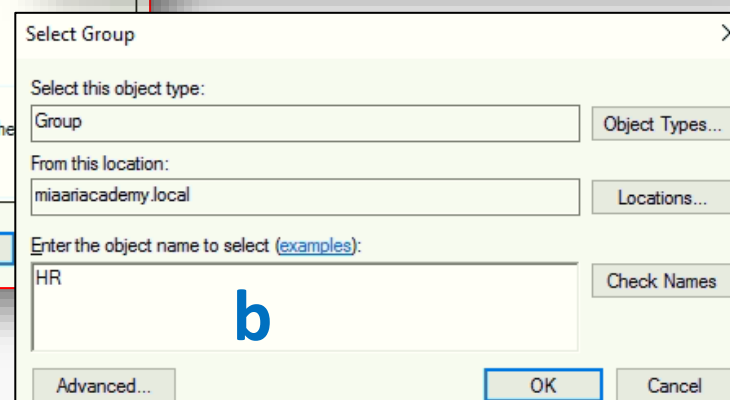 Select Group
Select this object type:
Group
Object Types...
From this location:
miaariacademy.local
Locations...
Enter the object name to select (examples):
HR
Check Names
b
Advanced...
OK
Cancel
he